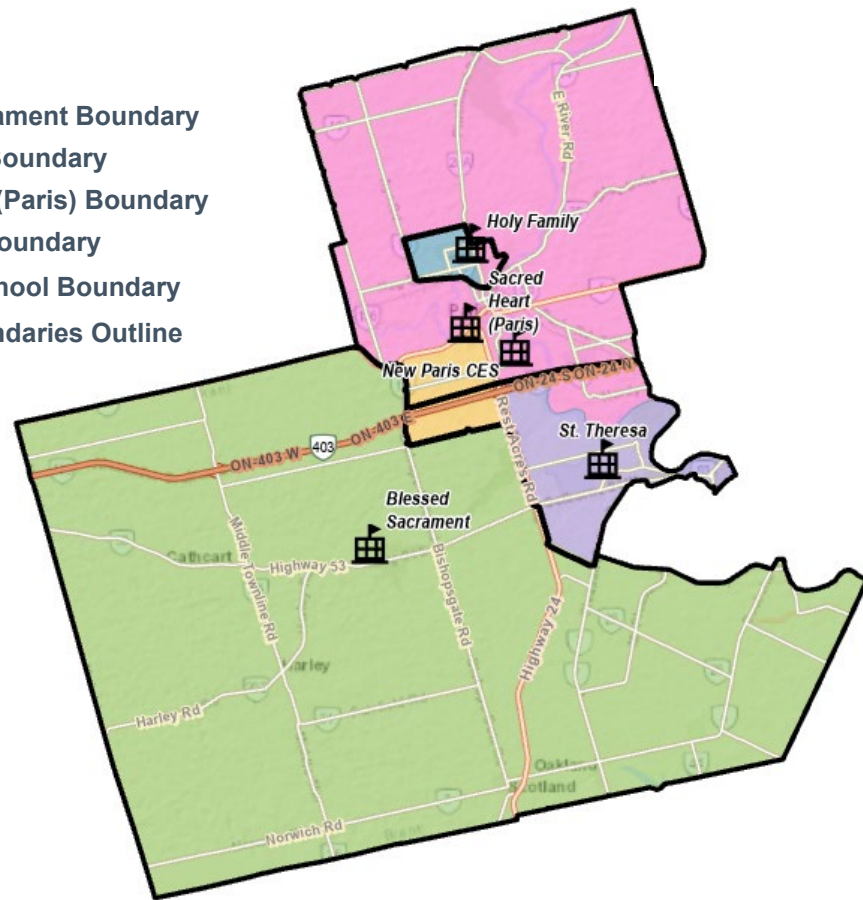 ament Boundary
Boundary
(Paris) Boundary
oundary
hool Boundary
ndaries Outline
E River Rd
Holy Family
Sacred
Heart
(Paris)
New Paris CES
ON-24 S ON-24 N
ON-403 E
403
ON-403 W
Rest Acres Rd
St. Theresa
Blessed
Sacrament
Middle Townline Rd
Cathcart
Highway 53
Bishopsgate Rd
Highway 24
Harley
Harley Rd
Oakland
Scotland
Norwich Rd